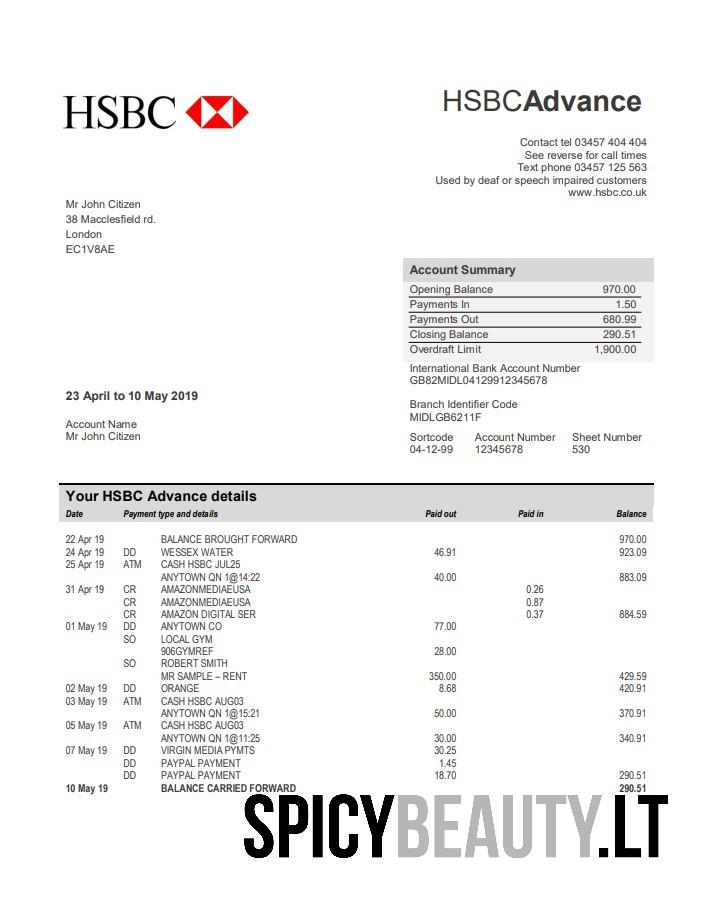 HSBC
HSBCAdvance
Contact tel 03457 404 404
See reverse for call times
Text phone 03457 125 563
Used by deaf or speech impaired customers
www.hsbc.co.uk
Mr John Citizen
38 Macclesfield rd.
London
EC1V8AE
Account Summary
Opening Balance 970.00
Payments In 1.50
Payments Out 680.99
Closing Balance 290.51
Overdraft Limit 1,900.00
International Bank Account Number
GB82MIDL04129912345678
23 April to 10 May 2019
Branch Identifier Code
MIDLGB6211F
Account Name
Mr John Citizen
Sortcode Account Number Sheet Number
04-12-99 12345678 530
Your HSBC Advance details
Date Payment type and details Paid out Paid in Balance
22 Apr 19 BALANCE BROUGHT FORWARD 970.00
24 Apr 19 DD WESSEX WATER 46.91 923.09
25 Apr 19 ATM CASH HSBC JUL25
ANYTOWN QN 1@14:22 40.00 883.09
31 Apr 19 CR AMAZONMEDIAEUSA 0.26
CR AMAZONMEDIAEUSA 0.87
CR AMAZON DIGITAL SER 0.37 884.59
01 May 19 DD ANYTOWN CO 77.00
SO LOCAL GYM
906GYMREF 28.00
SO ROBERT SMITH
MR SAMPLE – RENT 350.00 429.59
02 May 19 DD ORANGE 8.68 420.91
03 May 19 ATM CASH HSBC AUG03
ANYTOWN QN 1@15:21 50.00 370.91
05 May 19 ATM CASH HSBC AUG03
ANYTOWN QN 1@11:25 30.00 340.91
07 May 19 DD VIRGIN MEDIA PYMTS 30.25
DD PAYPAL PAYMENT 1.45
DD PAYPAL PAYMENT 18.70 290.51
10 May 19 BALANCE CARRIED FORWARD 290.51
SPICYBEAUTY.LT